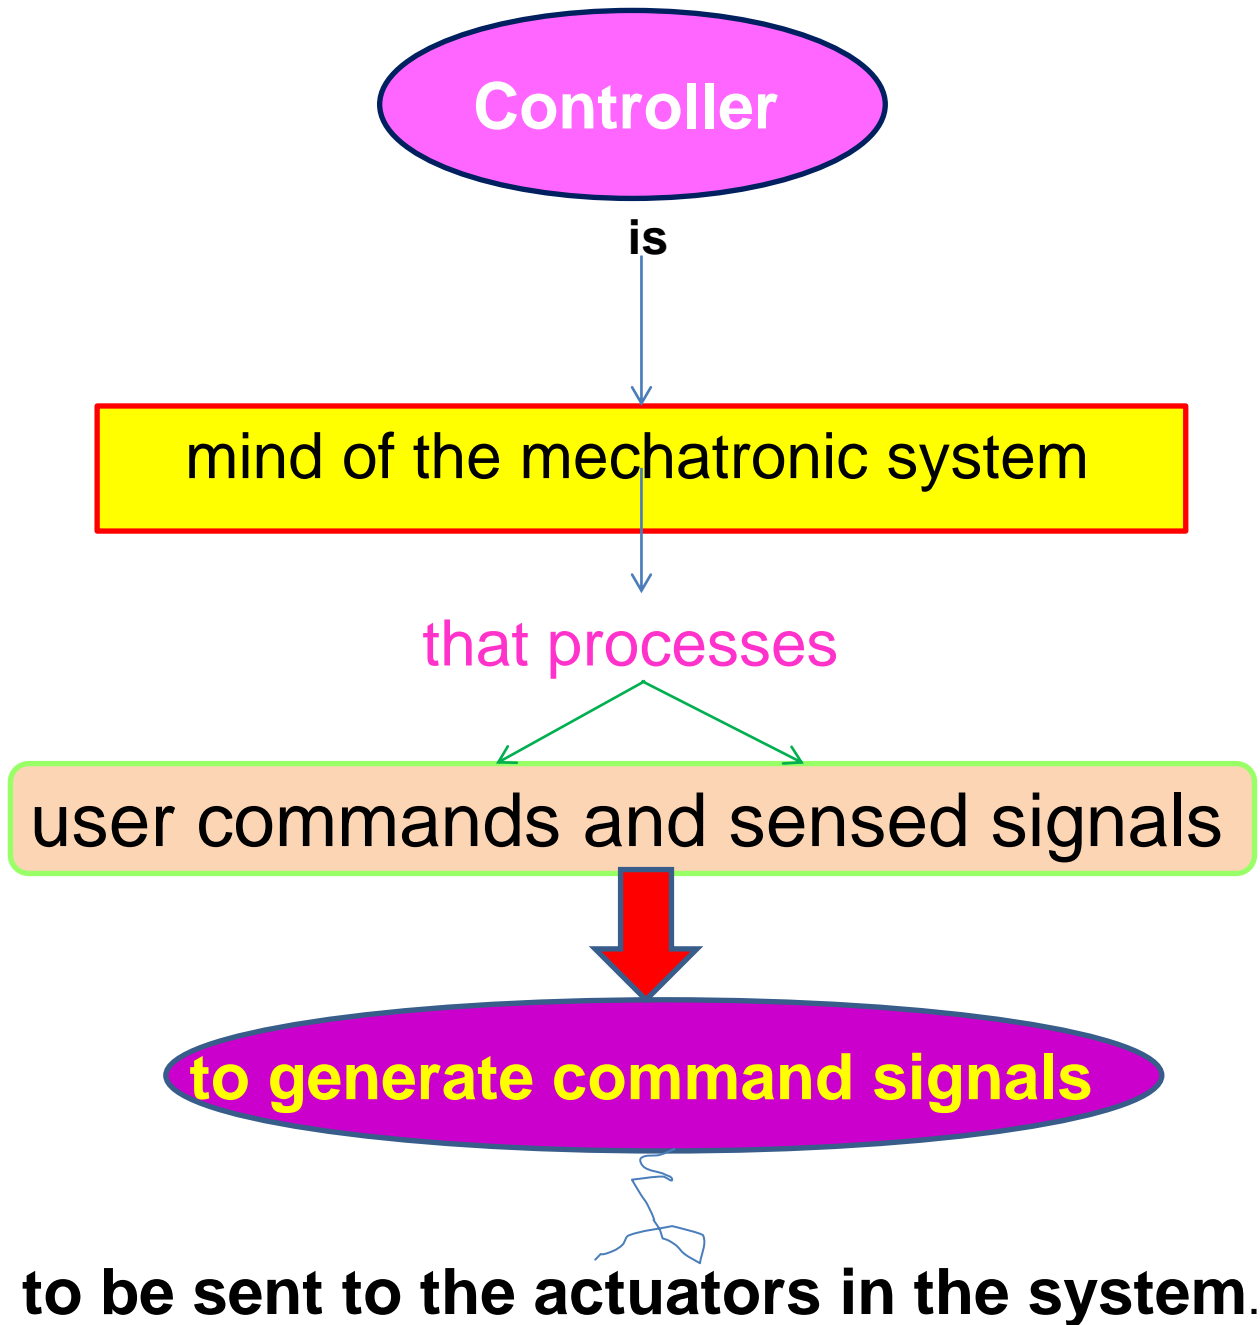 Controller
is
mind of the mechatronic system
that processes
user commands and sensed signals
to generate command signals
to be sent to the actuators in the system.